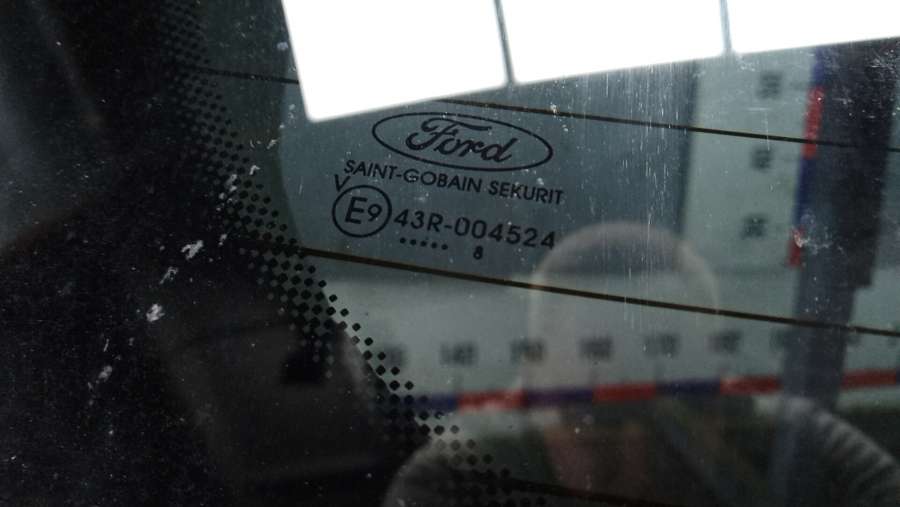 Ford
SAINT-GOBAIN SEKURIT
V
E9 43R-004524
..... 8